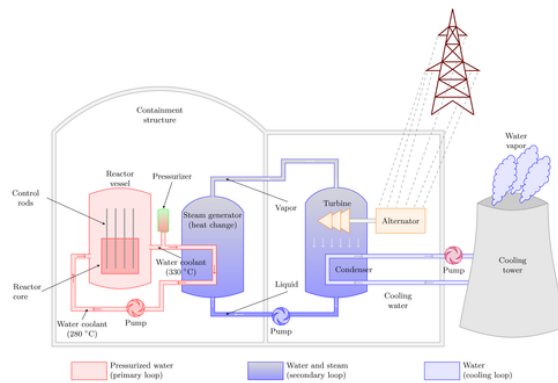 Containment
structure
Water
vapor
Reactor
vessel
Pressurizer
Control
rods
Steam generator
(heat change)
Vapor
Turbine
Alternator
Water coolant
(330 °C)
Condenser
Pump
Cooling
tower
Reactor
core
Liquid
Cooling
water
Water coolant
(280 °C)
Pump
Pump
Pressurized water
(primary loop)
Water and steam
(secondary loop)
Water
(cooling loop)